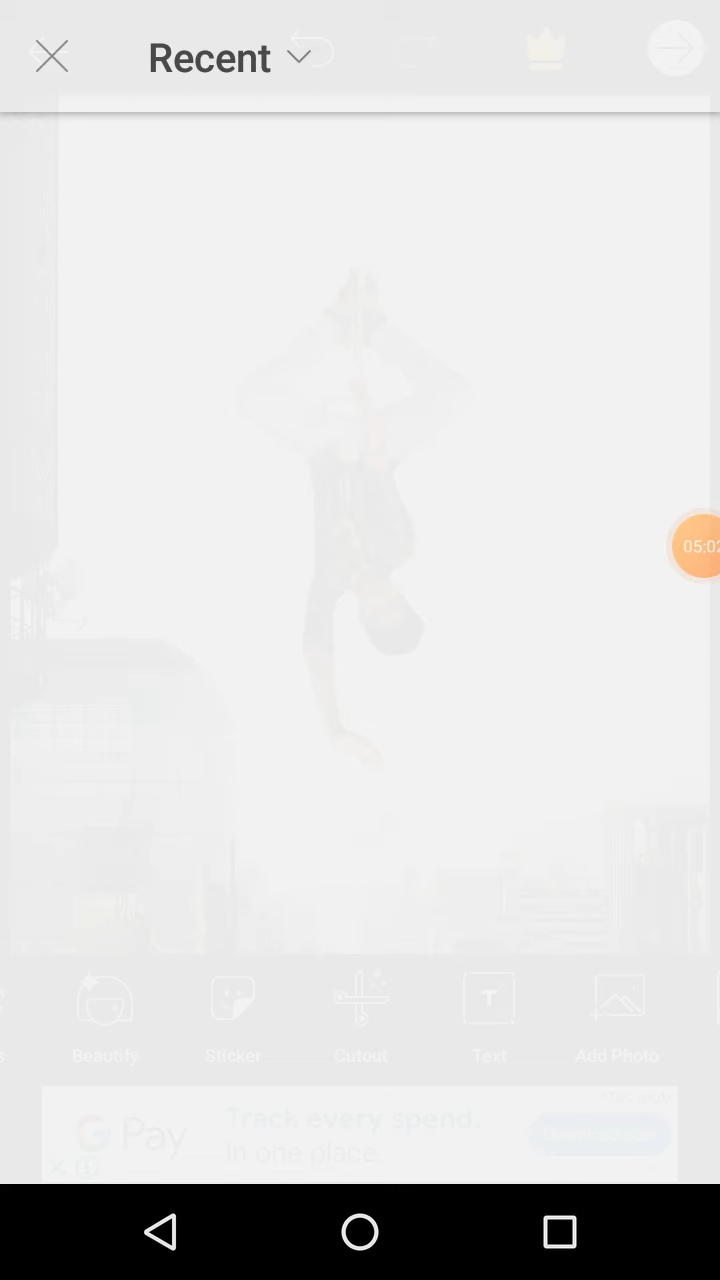 Recent
05:02
Beautify
Sticker
Cutout
T
Text
Add Photo
G Pay
Track every spend.
In one place.